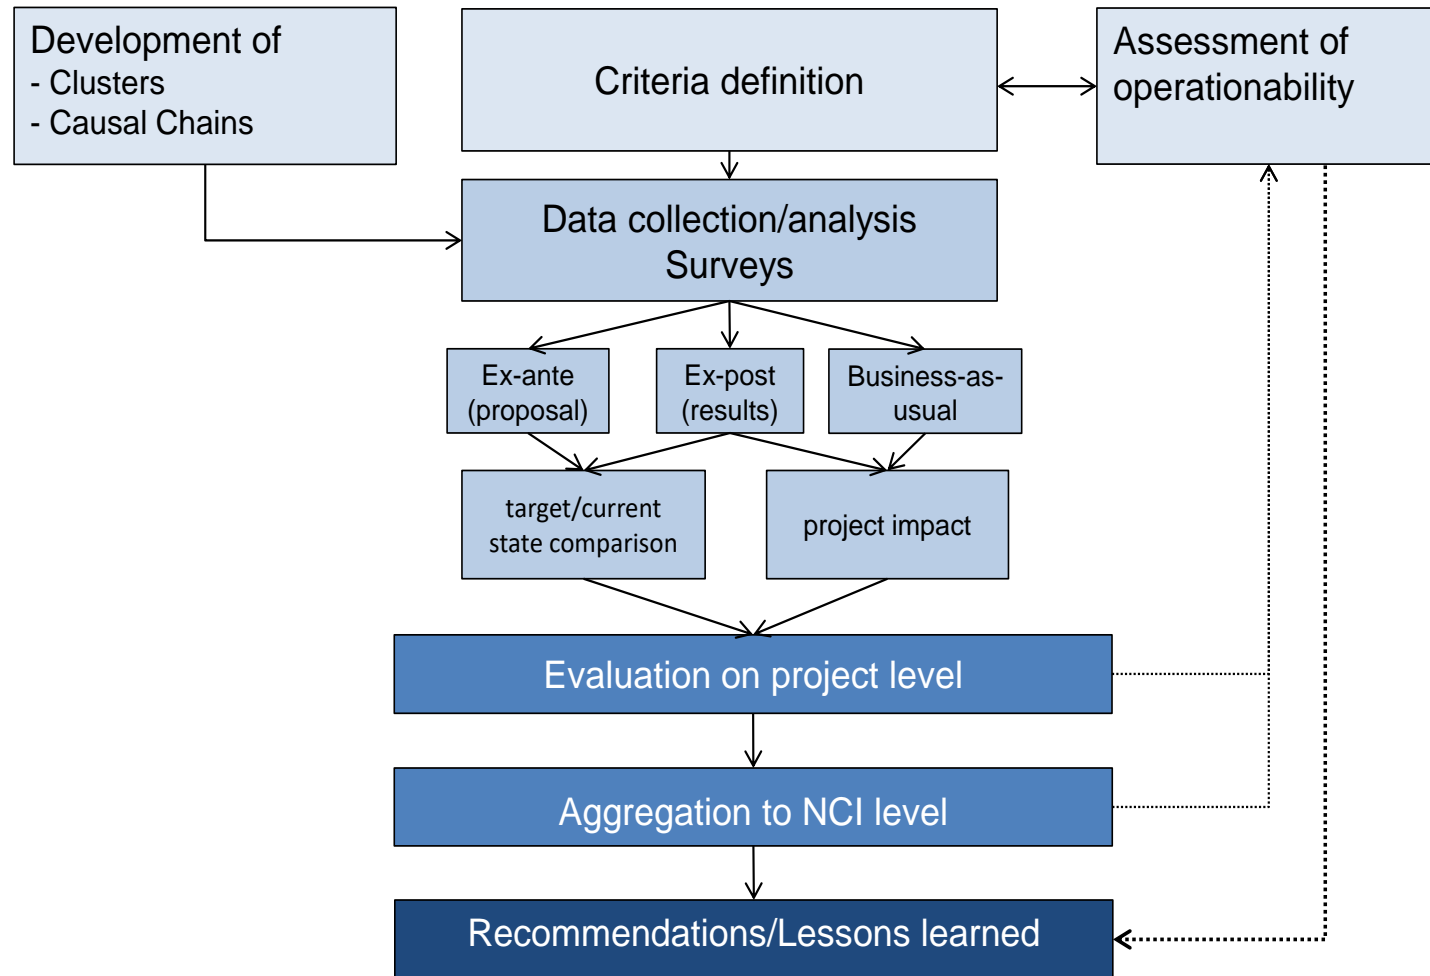 Development of
- Clusters
- Causal Chains
Criteria definition
Assessment of
operationability
Data collection/analysis
Surveys
Ex-ante
(proposal)
Ex-post
(results)
Business-as-
usual
target/current
state comparison
project impact
Evaluation on project level
Aggregation to NCI level
Recommendations/Lessons learned